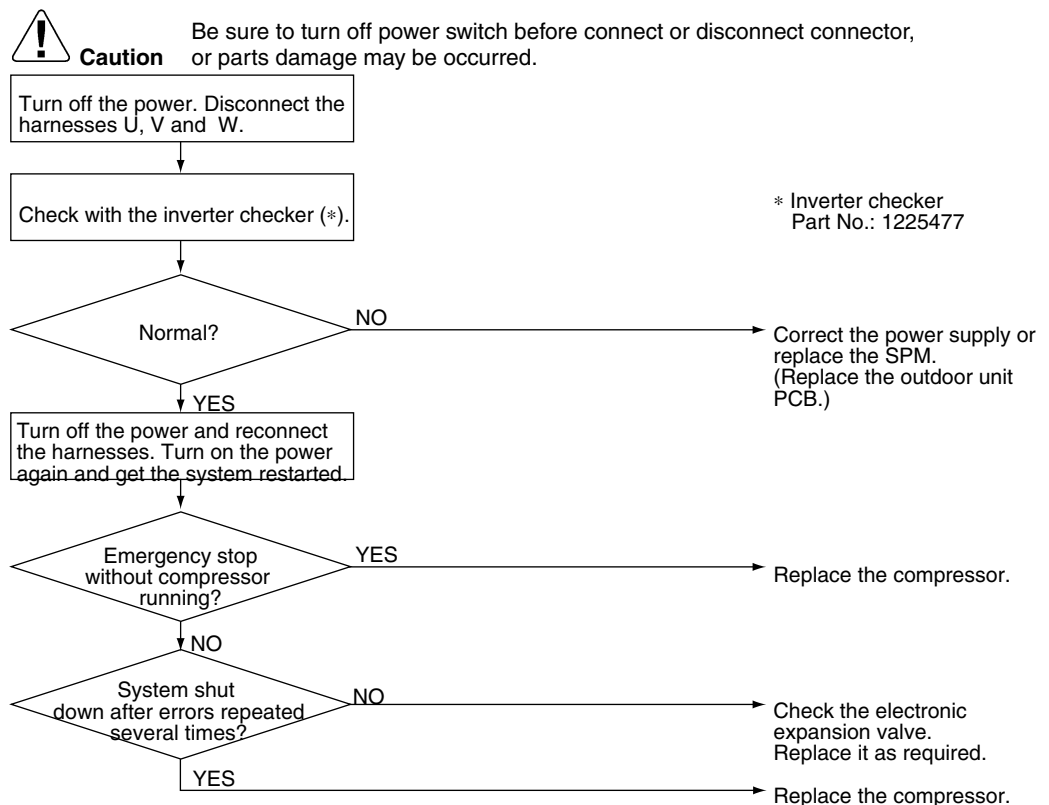 Be sure to turn off power switch before connect or disconnect connector,
Caution or parts damage may be occurred.
Turn off the power. Disconnect the
harnesses U, V and W.
Check with the inverter checker (*).
* Inverter checker
Part No.: 1225477
Normal?
NO
Correct the power supply or
replace the SPM.
(Replace the outdoor unit
PCB.)
YES
Turn off the power and reconnect
the harnesses. Turn on the power
again and get the system restarted.
Emergency stop
without compressor
running?
YES
Replace the compressor.
NO
System shut
down after errors repeated
several times?
NO
Check the electronic
expansion valve.
Replace it as required.
YES
Replace the compressor.